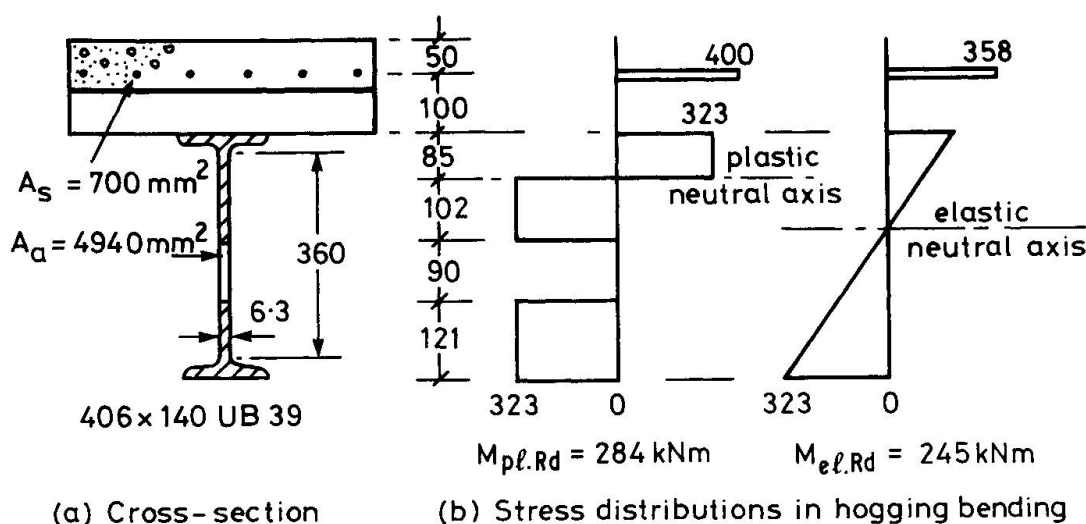 50
100
85
102
90
121
A_s = 700 mm²
A_a = 4940 mm²
360
6·3
406 × 140 UB 39
(a) Cross-section
400
323
plastic
neutral axis
323 0
M_pℓ.Rd = 284 kNm
358
elastic
neutral axis
323 0
M_eℓ.Rd = 245 kNm
(b) Stress distributions in hogging bending